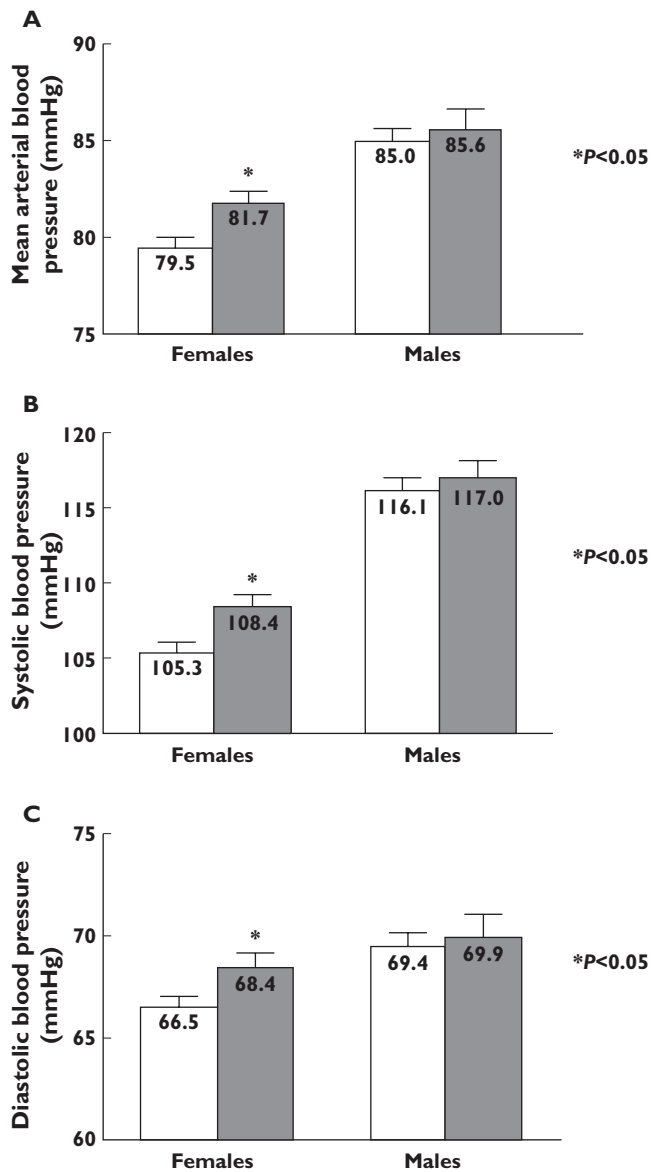 A
Mean arterial blood
pressure (mmHg)
90
85
80
75
79.5
*
81.7
85.0
85.6
*P<0.05
Females
Males
B
Systolic blood pressure
(mmHg)
120
115
110
105
100
105.3
*
108.4
116.1
117.0
*P<0.05
Females
Males
C
Diastolic blood pressure
(mmHg)
75
70
65
60
66.5
*
68.4
69.4
69.9
*P<0.05
Females
Males